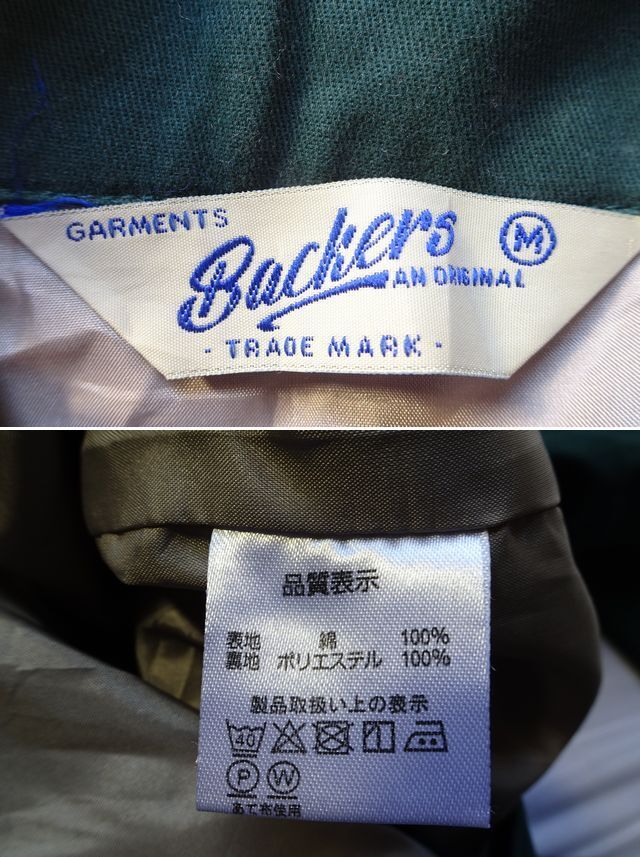 GARMENTS
Backers M
AN ORIGINAL
- TRADE MARK -
品質表示
表地 綿 100%
裏地 ポリエステル 100%
製品取扱い上の表示
40
P W
あて布使用